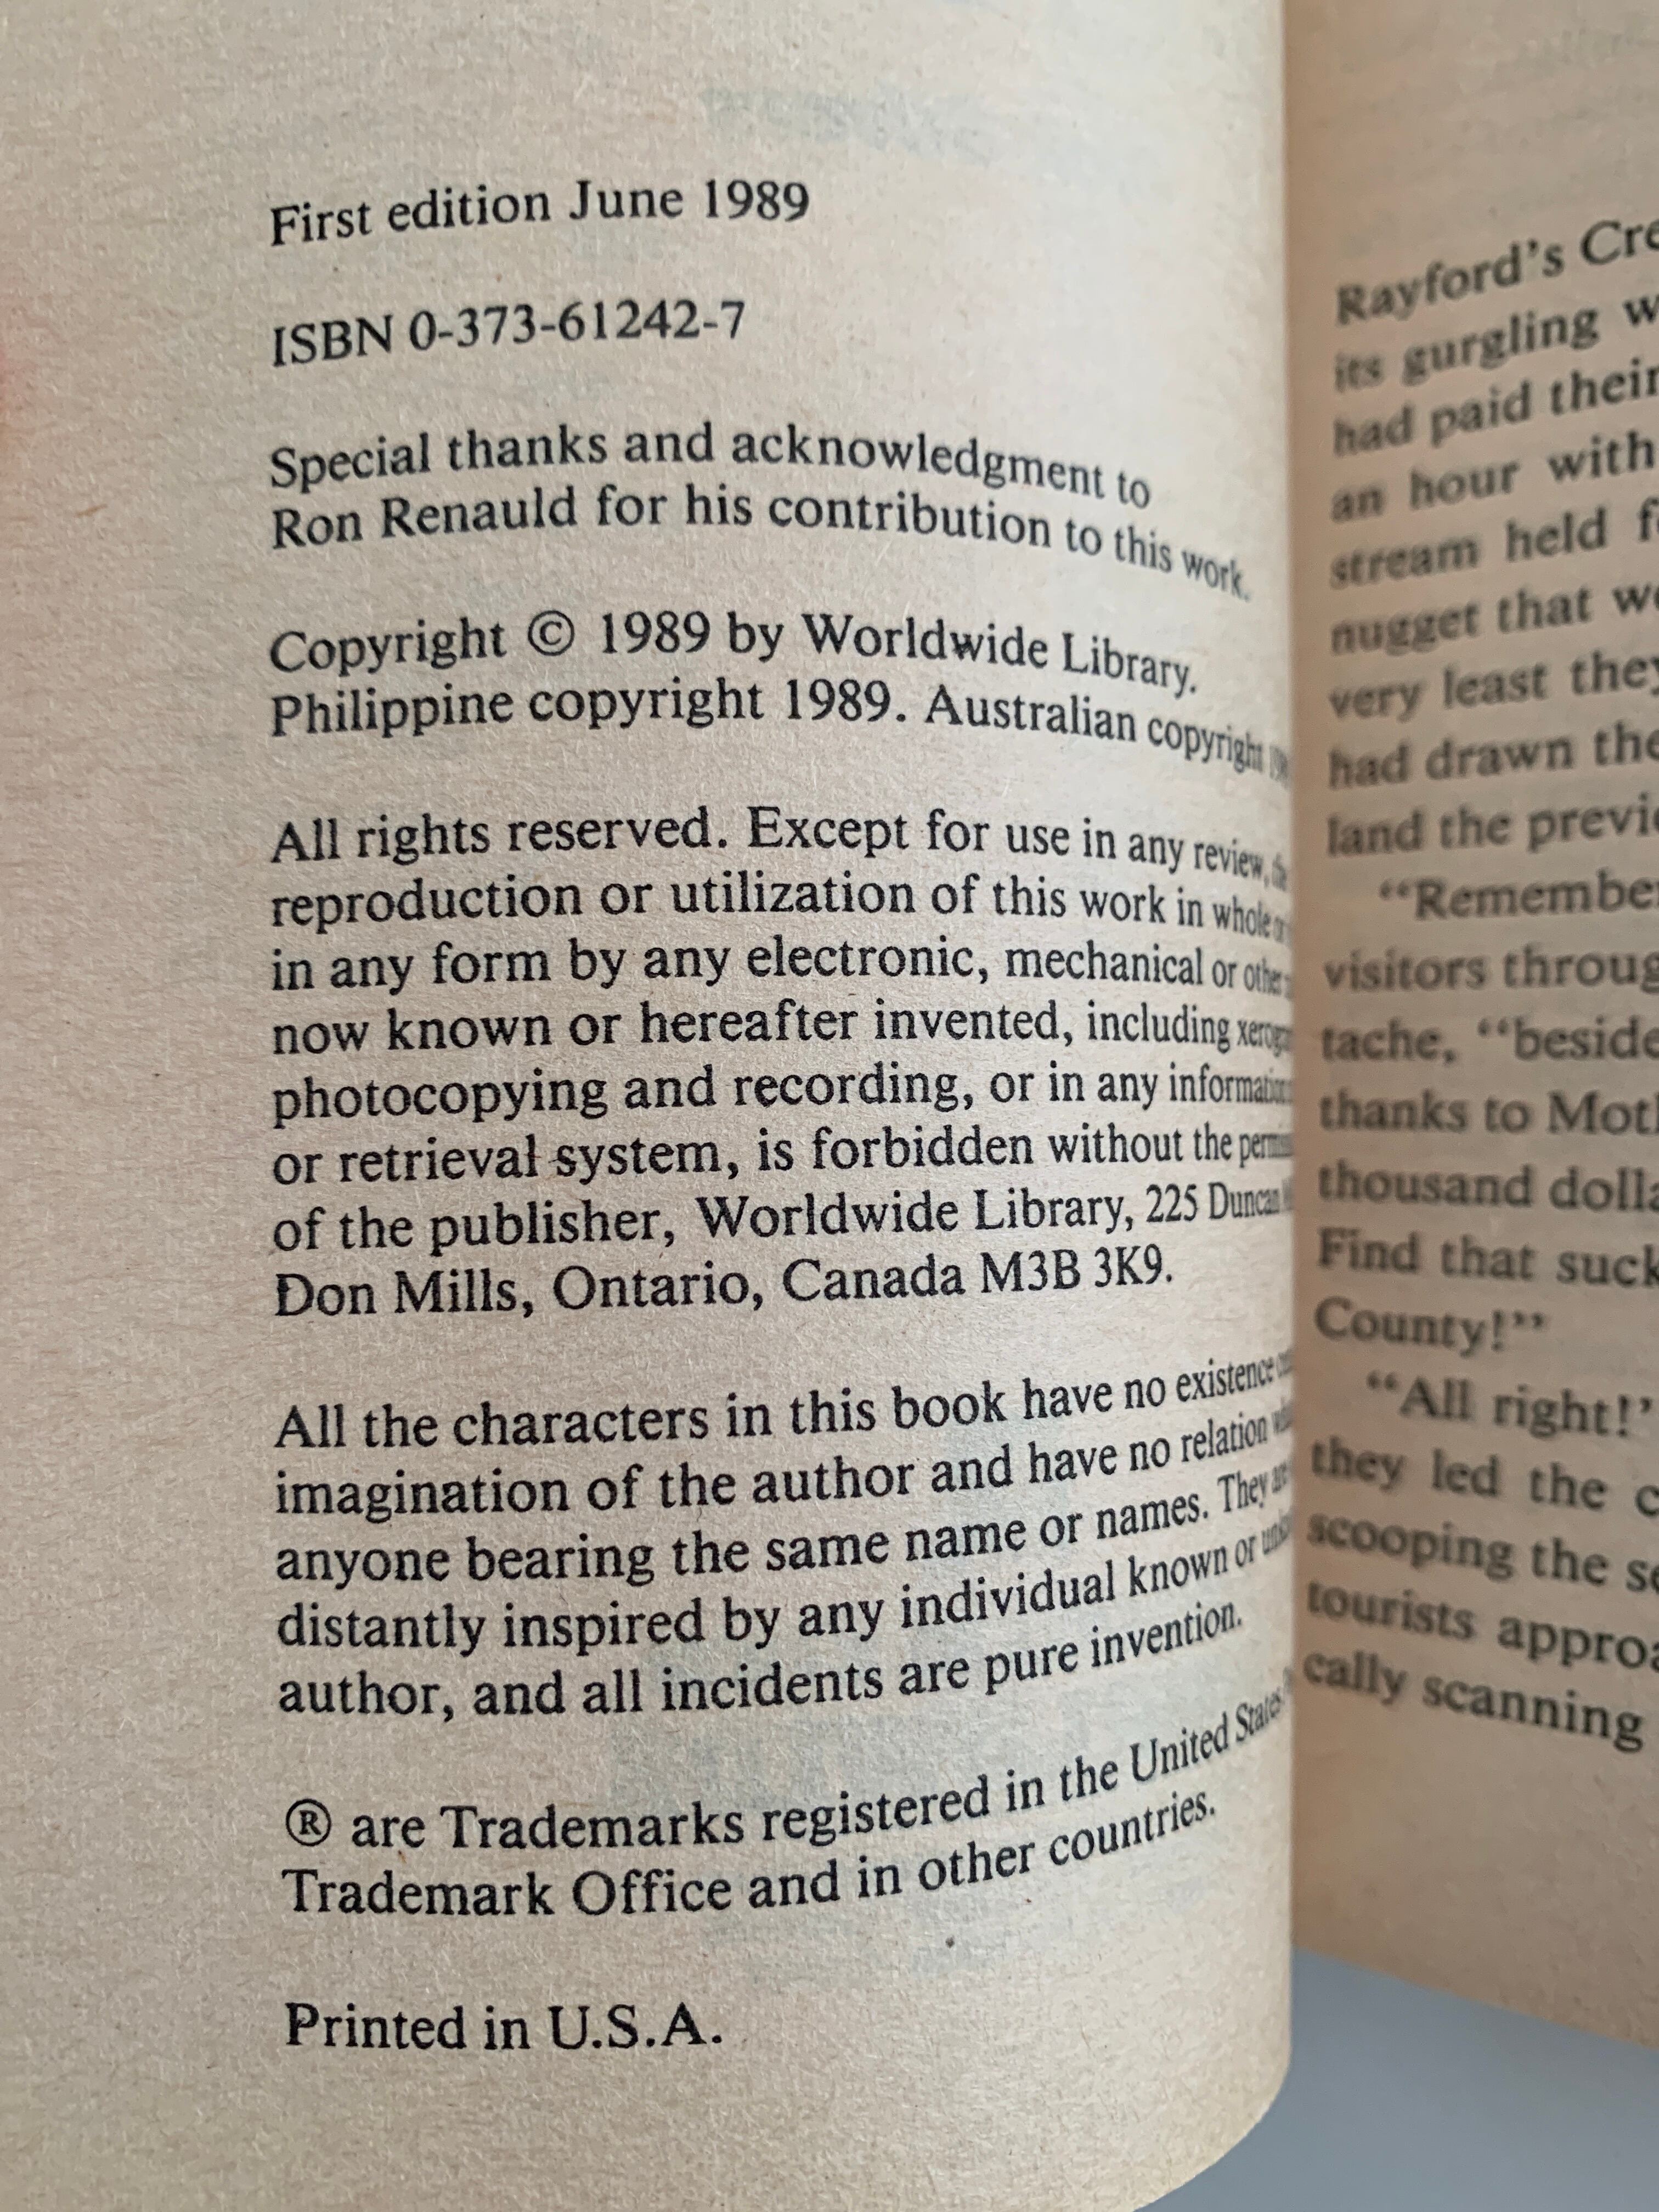 First edition June 1989
ISBN 0-373-61242-7
Special thanks and acknowledgment to
Ron Renauld for his contribution to this work.
Copyright © 1989 by Worldwide Library.
Philippine copyright 1989. Australian copyright
All rights reserved. Except for use in any review, the
reproduction or utilization of this work in whole or
in any form by any electronic, mechanical or other
now known or hereafter invented, including
photocopying and recording, or in any information
or retrieval system, is forbidden without the
of the publisher, Worldwide Library, 225 Duncan
Don Mills, Ontario, Canada M3B 3K9.
All the characters in this book have no existence
imagination of the author and have no relation
anyone bearing the same name or names. They are
distantly inspired by any individual known or
author, and all incidents are pure invention.
® are Trademarks registered in the United States
Trademark Office and in other countries.
Printed in U.S.A.
Rayford's
its gurgling
had paid their
an hour with
stream held
nugget that
very least they
had drawn the
land the
“Remember
visitors
tache, “beside
thanks to
thousand
Find that
County!”
“All right!’
they led the
scooping the
tourists
cally scanning